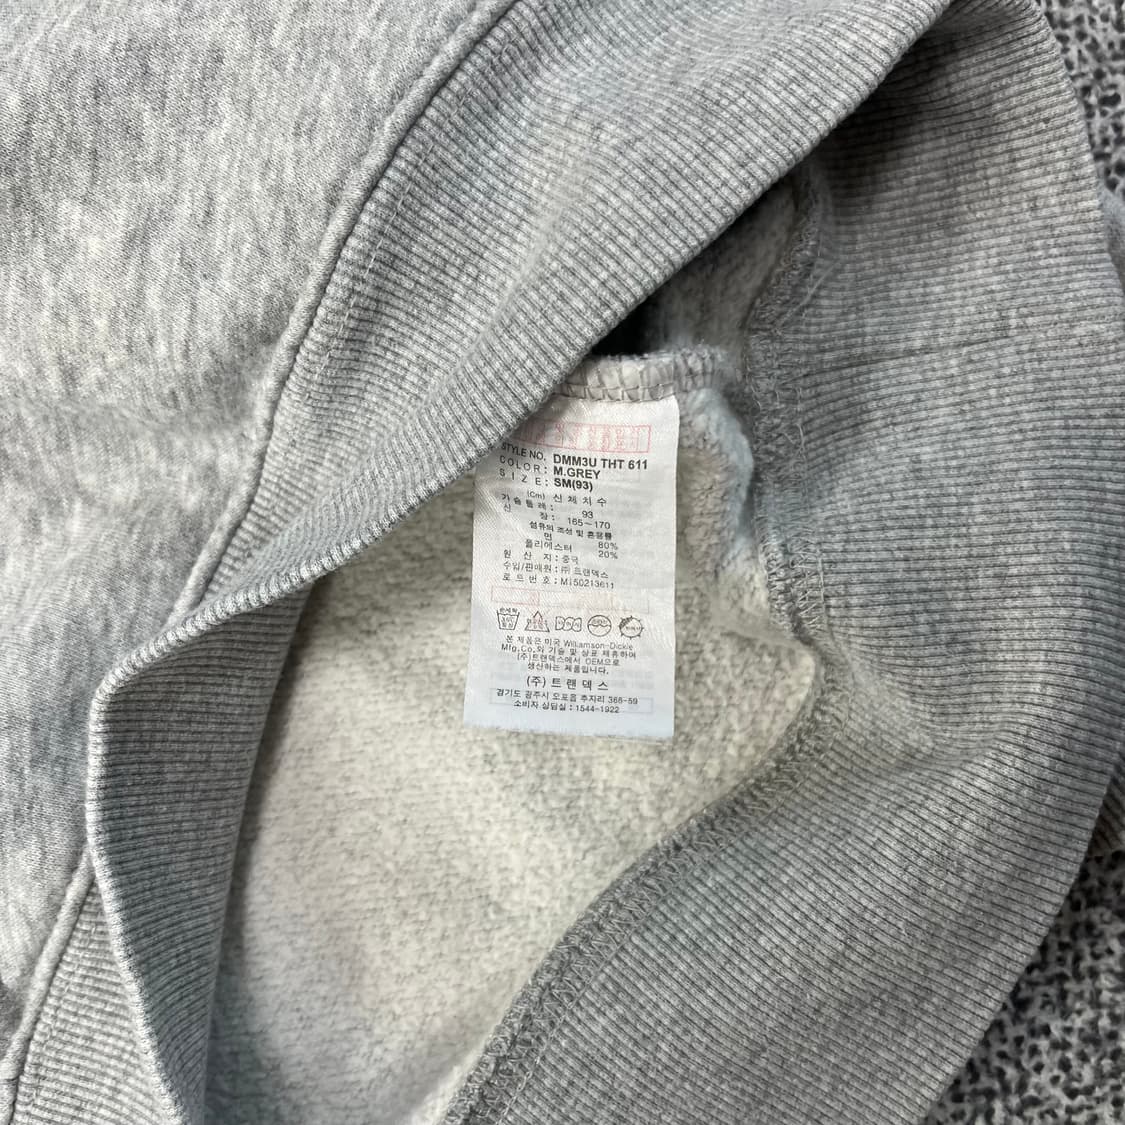 STYLE NO. DMM3U THT 611
COLOR: M.GREY
SIZE: SM(93)
(Cm) 신체치수
가슴둘레: 93
신장: 165~170
섬유의 조성 및 혼용률
면 80%
폴리에스터 20%
원산지: 중국
수입/판매원: ㈜ 트랜덱스
로트번호: M150213611
본 제품은 미국 Williamson-Dickie
Mfg.Co.와 기술 및 상표 제휴하여
(주)트랜덱스에서 OEM으로
생산하는 제품입니다.
(주) 트랜덱스
경기도 광주시 오포읍 추자리 366-59
소비자 상담실 : 1544-1922